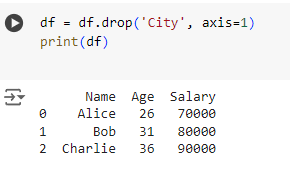 df = df.drop('City', axis=1)
print(df)
Name Age Salary
0 Alice 26 70000
1 Bob 31 80000
2 Charlie 36 90000